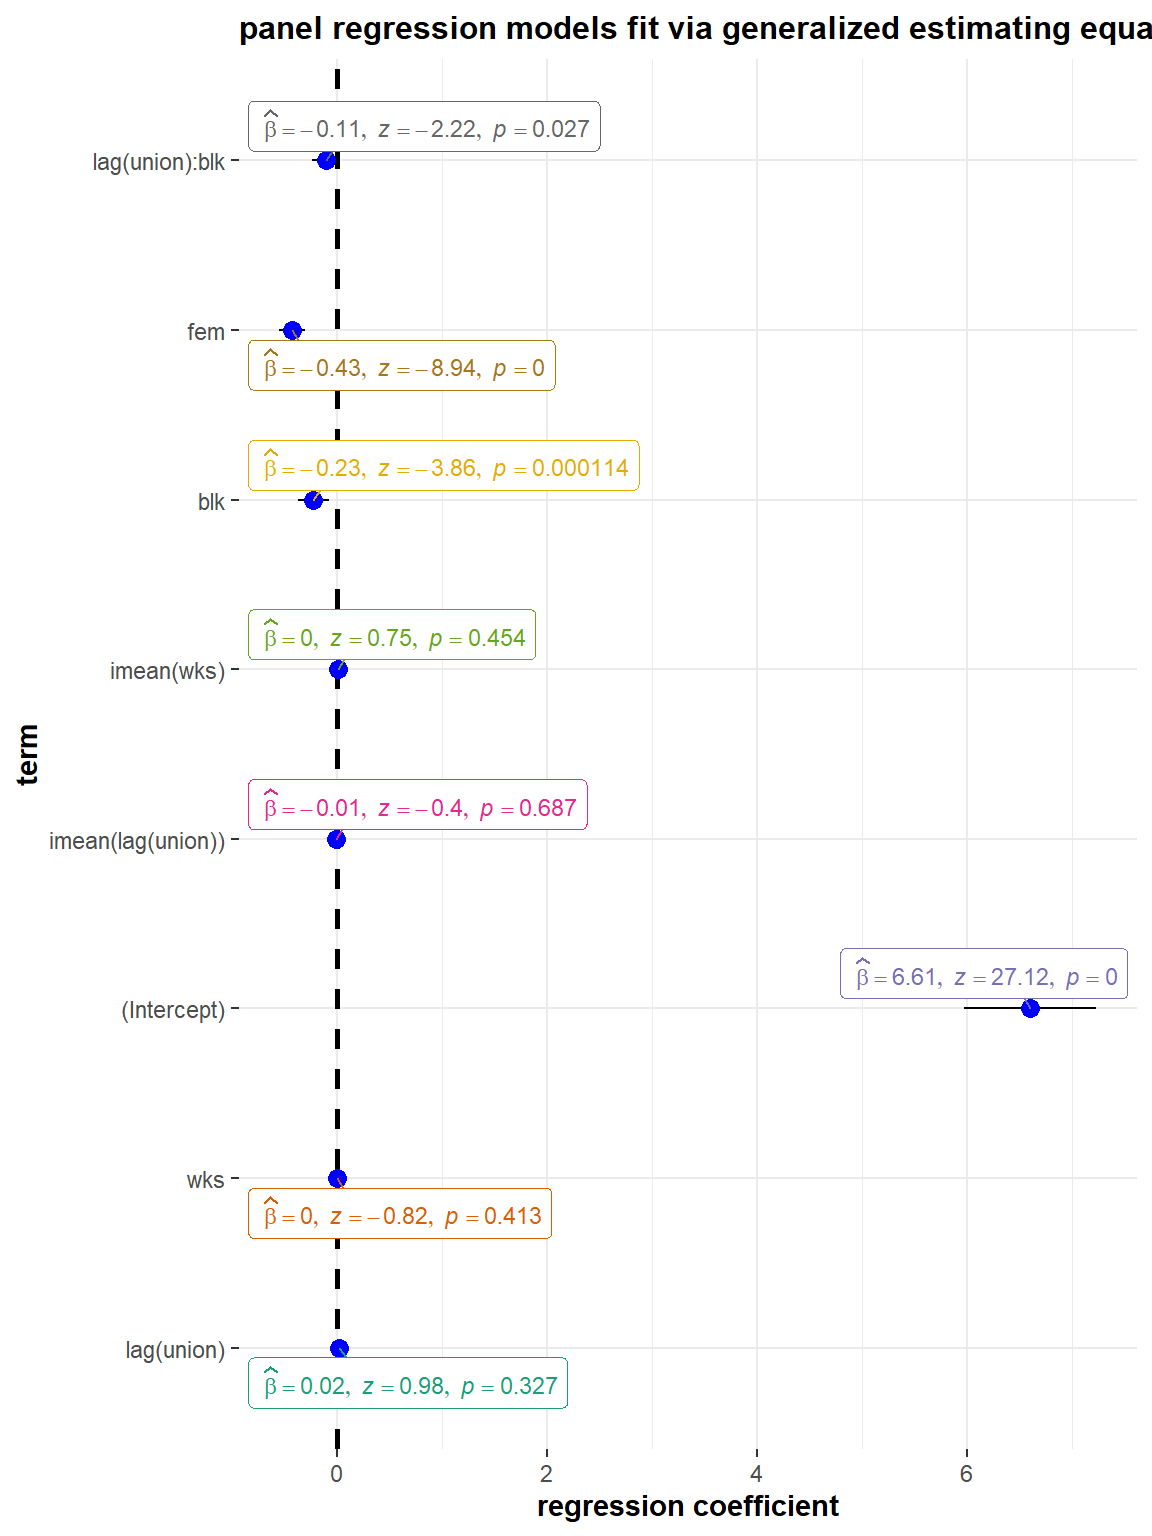 panel regression models fit via generalized estimating equa
β̂ = −0.11, z = −2.22, p = 0.027
lag(union):blk
fem
β̂ = −0.43, z = −8.94, p = 0
β̂ = −0.23, z = −3.86, p = 0.000114
blk
β̂ = 0, z = 0.75, p = 0.454
imean(wks)
term
β̂ = −0.01, z = −0.4, p = 0.687
imean(lag(union))
β̂ = 6.61, z = 27.12, p = 0
(Intercept)
wks
β̂ = 0, z = −0.82, p = 0.413
lag(union)
β̂ = 0.02, z = 0.98, p = 0.327
0 2 4 6
regression coefficient